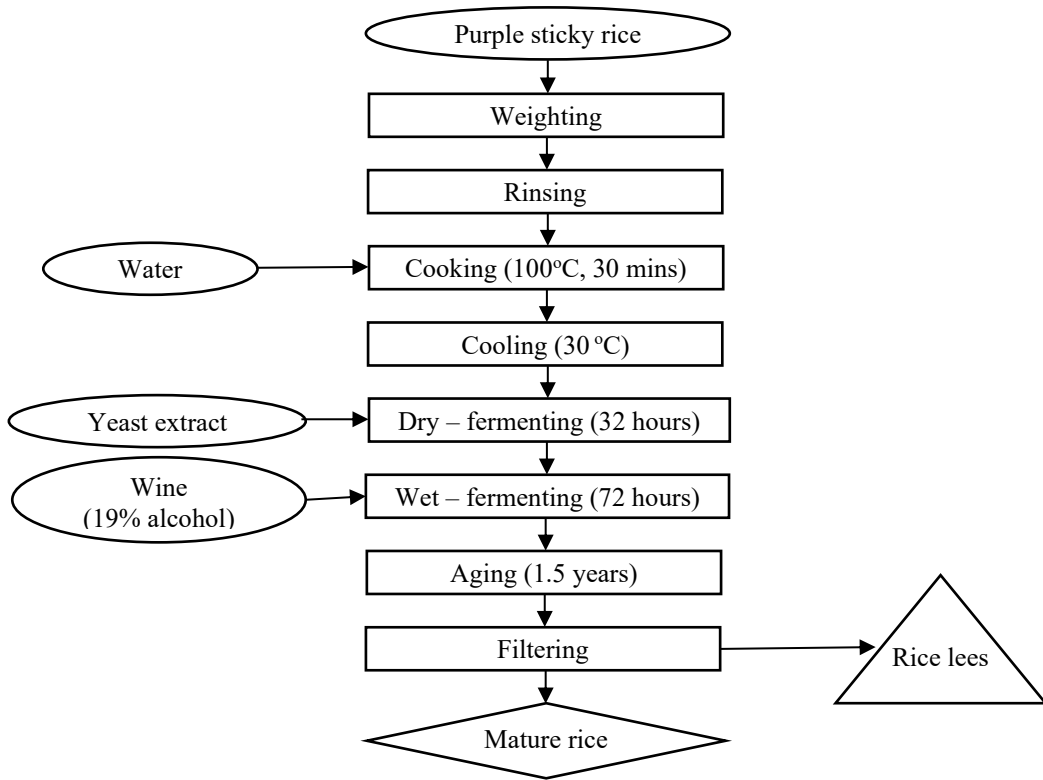 Purple sticky rice
Weighting
Rinsing
Water
Cooking (100°C, 30 mins)
Cooling (30 °C)
Yeast extract
Dry – fermenting (32 hours)
Wine
(19% alcohol)
Wet – fermenting (72 hours)
Aging (1.5 years)
Filtering
Rice lees
Mature rice